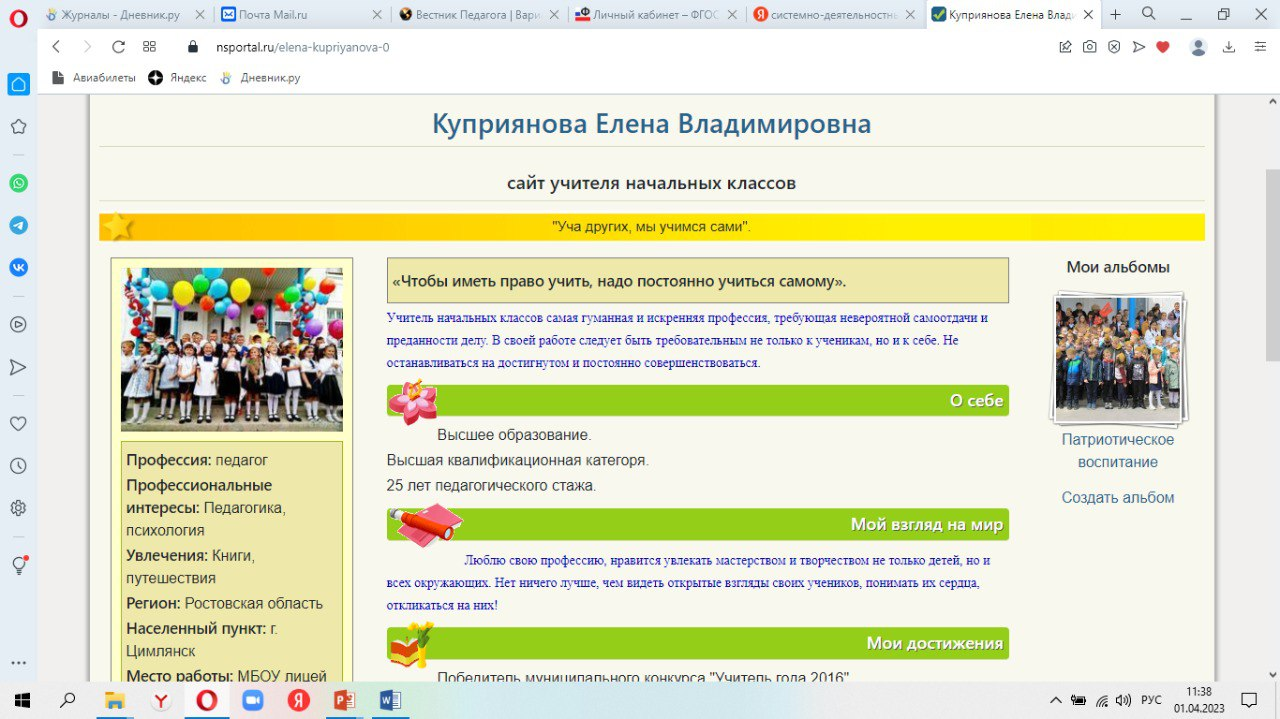 Журналы - Дневник.ру
Почта Mail.ru
Вестник Педагога | Вари
Личный кабинет – ФГОС
системно-деятельностны
Куприянова Елена Влади
nsportal.ru/elena-kupriyanova-0
Авиабилеты
Яндекс
Дневник.ру
Куприянова Елена Владимировна
сайт учителя начальных классов
"Уча других, мы учимся сами".
Профессия: педагог
Профессиональные
интересы: Педагогика,
психология
Увлечения: Книги,
путешествия
Регион: Ростовская область
Населенный пункт: г.
Цимлянск
Место работы: МБОУ лицей
«Чтобы иметь право учить, надо постоянно учиться самому».
Учитель начальных классов самая гуманная и искренняя профессия, требующая невероятной самоотдачи и
преданности делу. В своей работе следует быть требовательным не только к ученикам, но и к себе. Не
останавливаться на достигнутом и постоянно совершенствоваться.
О себе
Высшее образование.
Высшая квалификационная категоря.
25 лет педагогического стажа.
Мой взгляд на мир
Люблю свою профессию, нравится увлекать мастерством и творчеством не только детей, но и
всех окружающих. Нет ничего лучше, чем видеть открытые взгляды своих учеников, понимать их сердца,
откликаться на них!
Мои достижения
Победитель муниципального конкурса "Учитель года 2016"
Мои альбомы
Патриотическое
воспитание
Создать альбом
РУС
11:38
01.04.2023